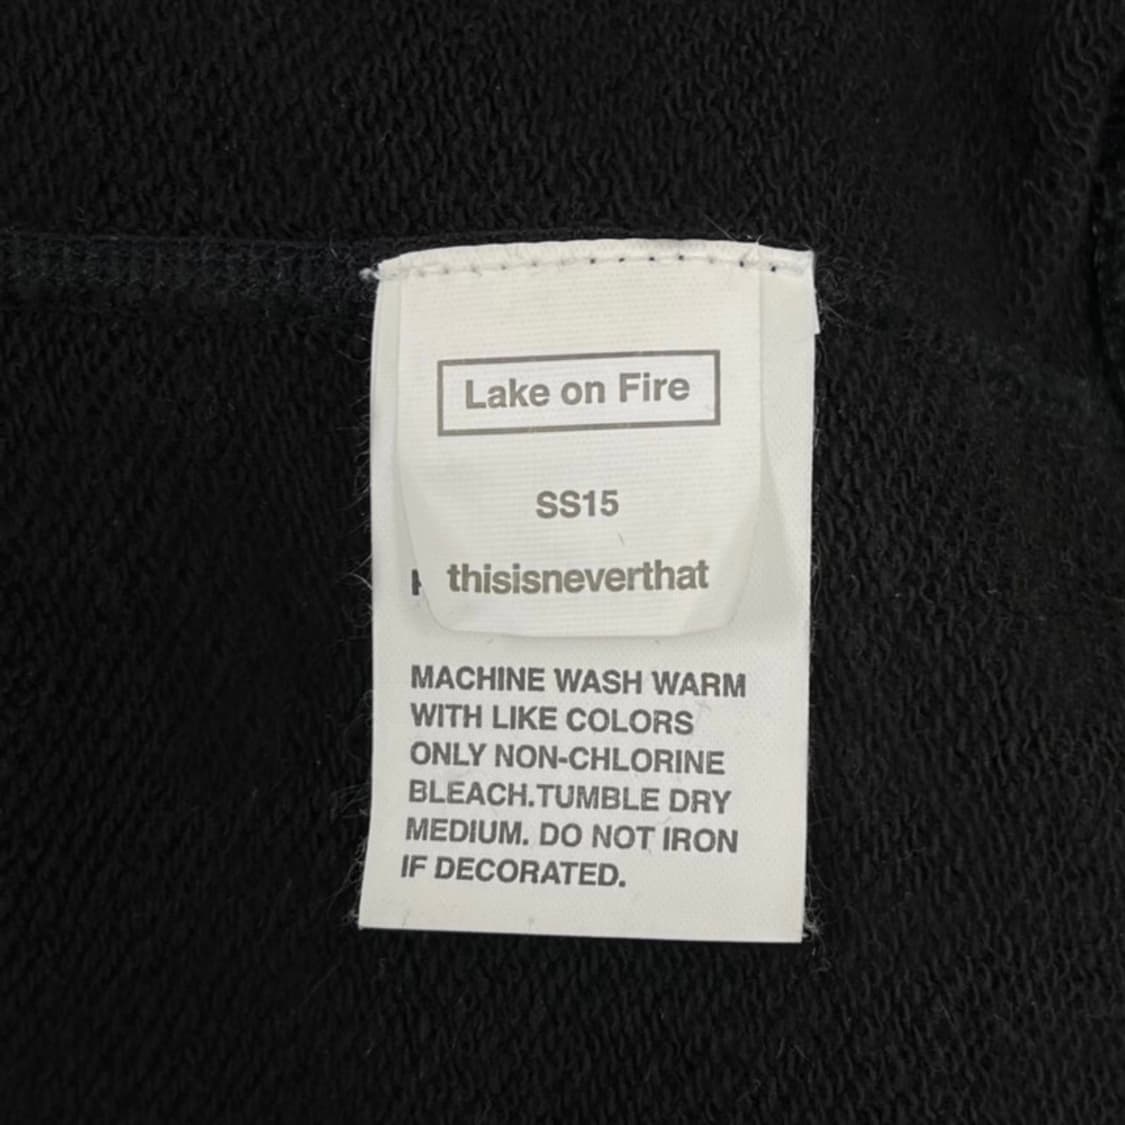 Lake on Fire
SS15
thisisneverthat
MACHINE WASH WARM
WITH LIKE COLORS
ONLY NON-CHLORINE
BLEACH.TUMBLE DRY
MEDIUM. DO NOT IRON
IF DECORATED.